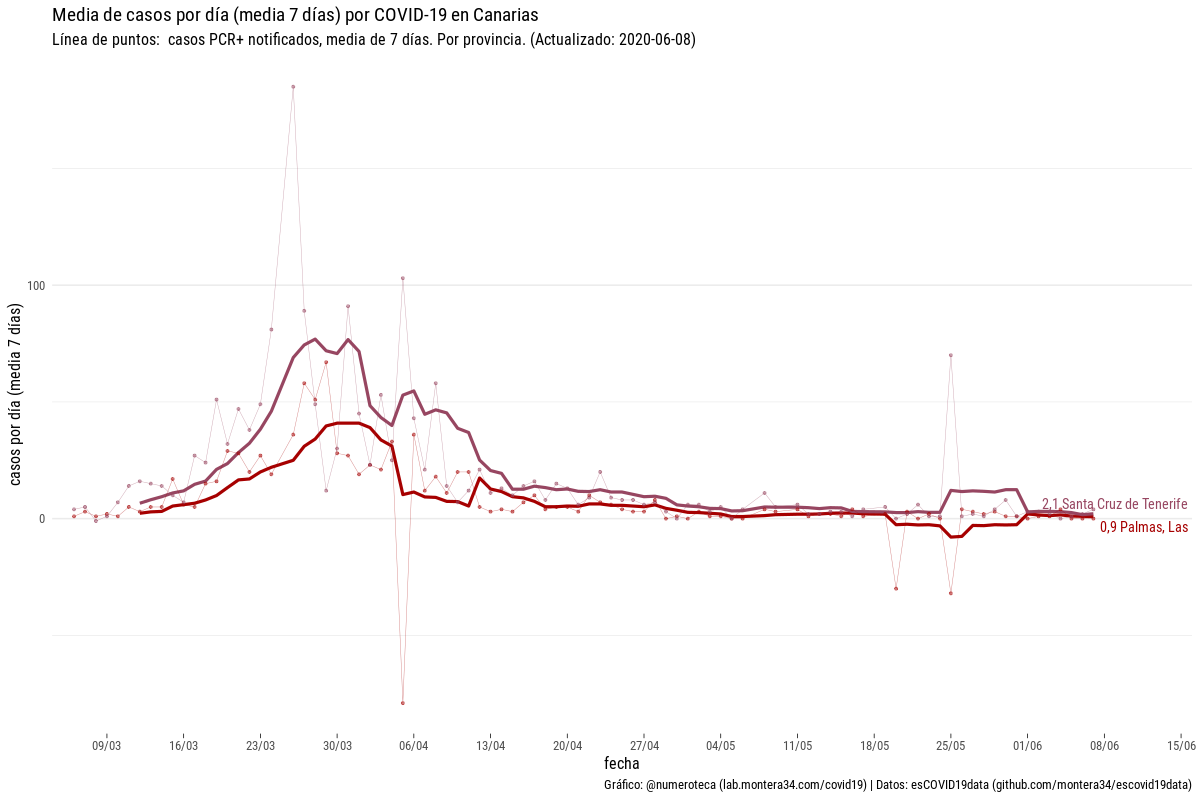 Media de casos por día (media 7 días) por COVID-19 en Canarias
Línea de puntos:  casos PCR+ notificados, media de 7 días. Por provincia. (Actualizado: 2020-06-08)
casos por día (media 7 días)
100
0
2,1 Santa Cruz de Tenerife
0,9 Palmas, Las
09/03 16/03 23/03 30/03 06/04 13/04 20/04 27/04 04/05 11/05 18/05 25/05 01/06 08/06 15/06
fecha
Gráfico: @numeroteca (lab.montera34.com/covid19) | Datos: esCOVID19data (github.com/montera34/escovid19data)